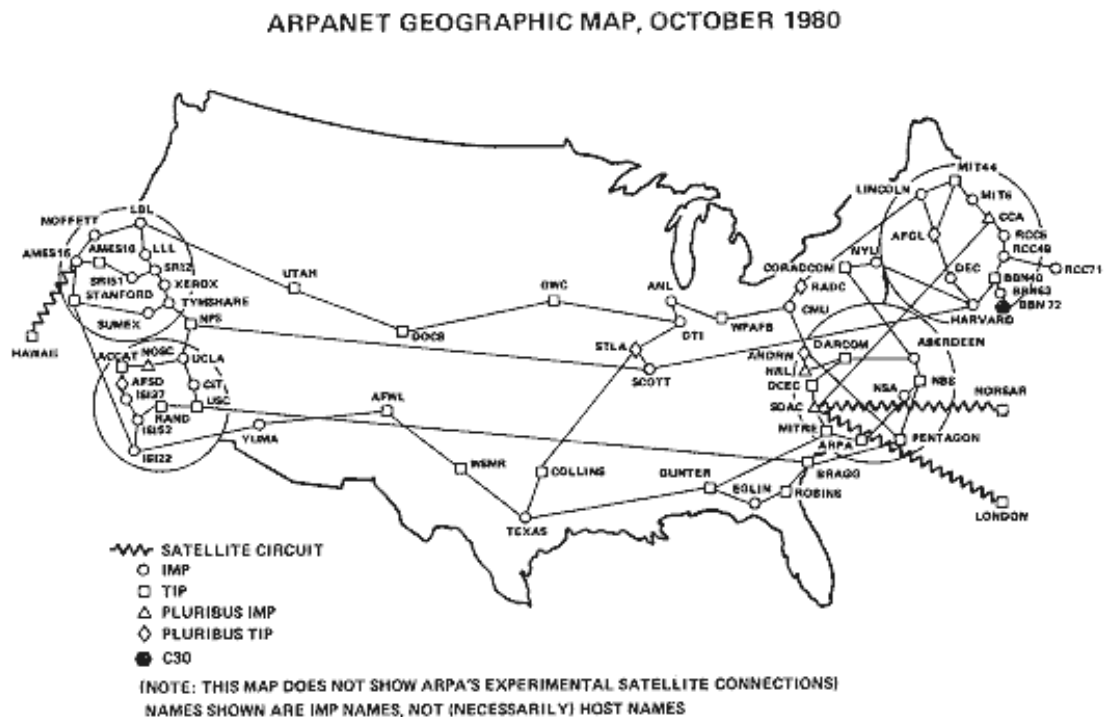 ARPANET GEOGRAPHIC MAP, OCTOBER 1980
MIT44
LINCOLN
MIT6
CCA
LBL
MOFFETT
RCC5
AFGL
RCC49
AMES16
AMES15
LLL
NYU
SRI2
DEC
RCC71
CORADCOM
SRI51
UTAH
BBN40
XEROX
RADC
STANFORD
GWC
ANL
BBN63
TYMSHARE
BBN72
SUMEX
CMU
HARVARD
WPAFB
NPS
DTI
DOCB
HAWAII
ABERDEEN
DARCOM
STLA
ANDRW
ACCAT
NOSC
UCLA
NRL
SCOTT
DCEC
NBS
AFSD
CIT
NSA
NORSAR
ISI27
AFWL
SDAC
RAND
USC
ISI52
MITRE
YUMA
ARPA
PENTAGON
ISI22
WSMR
COLLINS
GUNTER
BRAGG
EGLIN
ROBINS
LONDON
TEXAS
SATELLITE CIRCUIT
IMP
TIP
PLURIBUS IMP
PLURIBUS TIP
C30
(NOTE: THIS MAP DOES NOT SHOW ARPA'S EXPERIMENTAL SATELLITE CONNECTIONS)
NAMES SHOWN ARE IMP NAMES, NOT (NECESSARILY) HOST NAMES